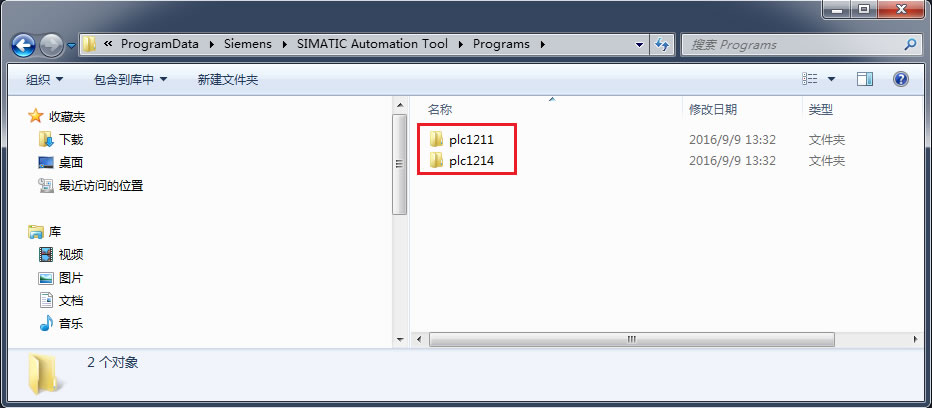 « ProgramData Siemens SIMATIC Automation Tool Programs 搜索 Programs
组织 包含到库中 新建文件夹
收藏夹
下载
桌面
最近访问的位置
库
视频
图片
文档
音乐
名称 修改日期 类型
plc1211 2016/9/9 13:32 文件夹
plc1214 2016/9/9 13:32 文件夹
2 个对象